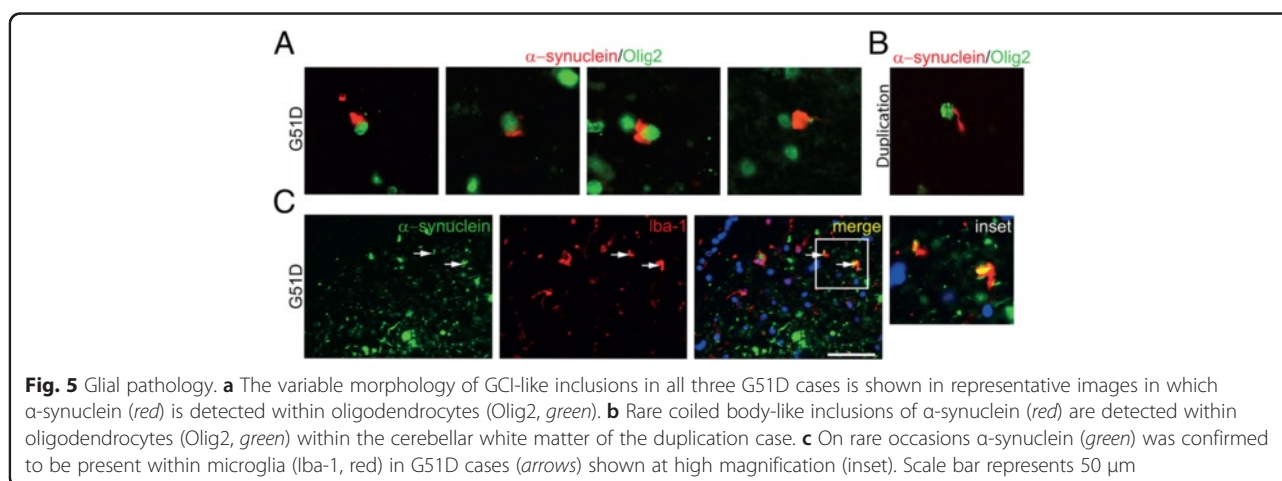 A
B
α–synuclein/Olig2
α–synuclein/Olig2
G51D
Duplication
C
α–synuclein
Iba-1
merge
inset
G51D
Fig. 5 Glial pathology. a The variable morphology of GCI-like inclusions in all three G51D cases is shown in representative images in which
α-synuclein (red) is detected within oligodendrocytes (Olig2, green). b Rare coiled body-like inclusions of α-synuclein (red) are detected within
oligodendrocytes (Olig2, green) within the cerebellar white matter of the duplication case. c On rare occasions α-synuclein (green) was confirmed
to be present within microglia (Iba-1, red) in G51D cases (arrows) shown at high magnification (inset). Scale bar represents 50 μm